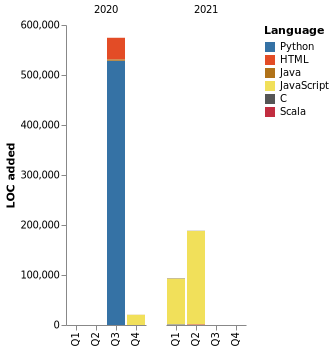 2020 2021
Language
Python
HTML
Java
JavaScript
C
Scala
LOC added
600,000
500,000
400,000
300,000
200,000
100,000
0
Q1 Q2 Q3 Q4 Q1 Q2 Q3 Q4